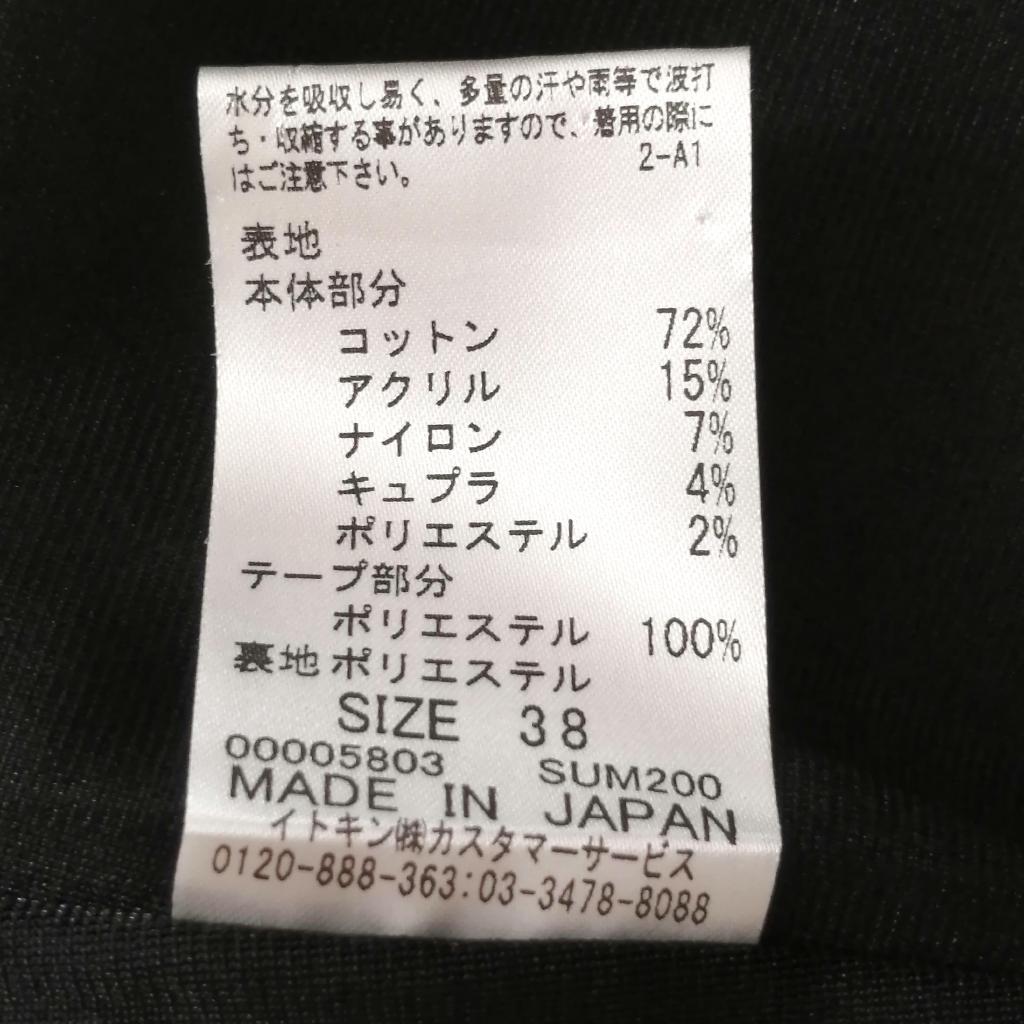 水分を吸収し易く、多量の汗や雨等で波打
ち・収縮する事がありますので、着用の際に
はご注意下さい。 2-A1
表地
本体部分
コットン 72%
アクリル 15%
ナイロン 7%
キュプラ 4%
ポリエステル 2%
テープ部分
ポリエステル 100%
裏地 ポリエステル
SIZE 38
00005803 SUM200
MADE IN JAPAN
イトキン㈱カスタマーサービス
0120-888-363:03-3478-8088